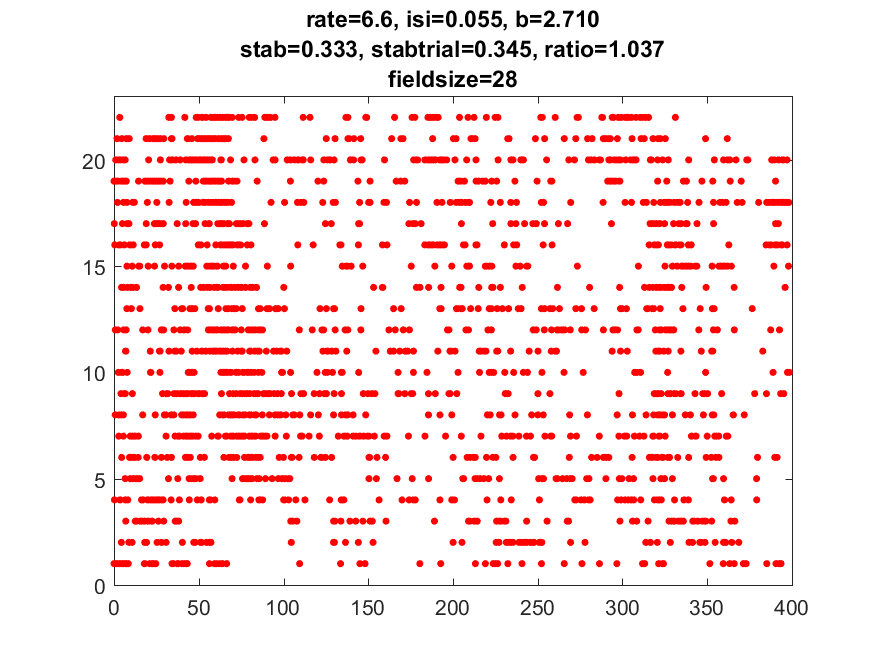 rate=6.6, isi=0.055, b=2.710
stab=0.333, stabtrial=0.345, ratio=1.037
fieldsize=28
20
15
10
5
0
0 50 100 150 200 250 300 350 400